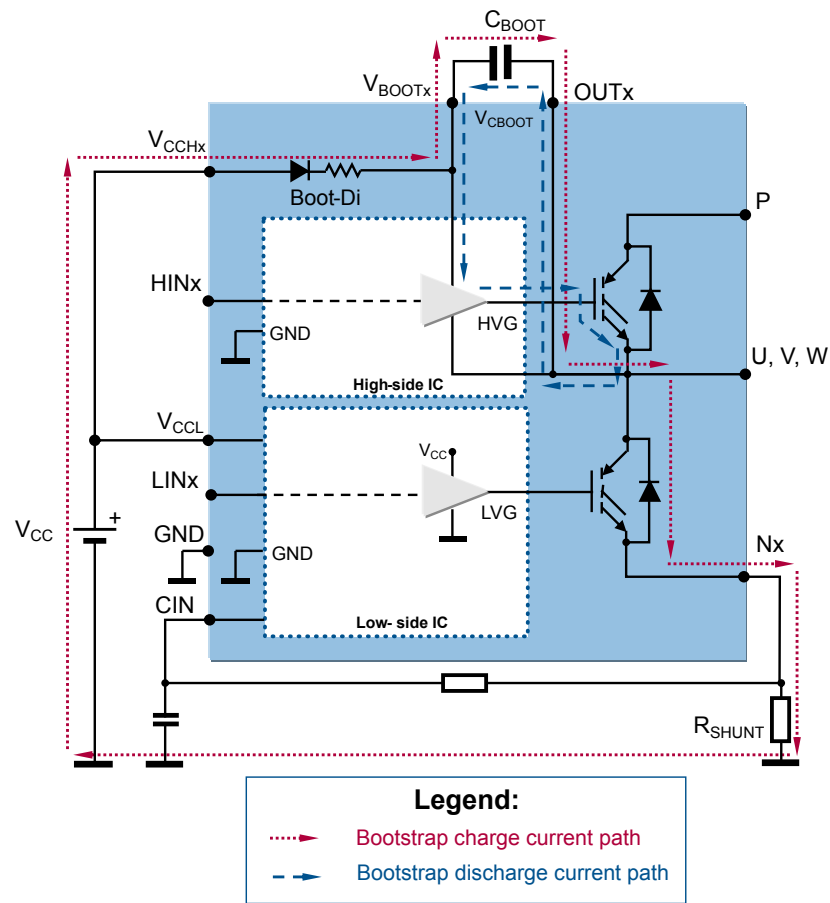 CBOOT
VBOOTx
OUTx
VCBOOT
VCCHx
Boot-Di
P
HINx
HVG
GND
U, V, W
High-side IC
VCCL
VCC
LINx
LVG
VCC
+
GND
GND
Nx
CIN
Low- side IC
RSHUNT
Legend:
Bootstrap charge current path
Bootstrap discharge current path